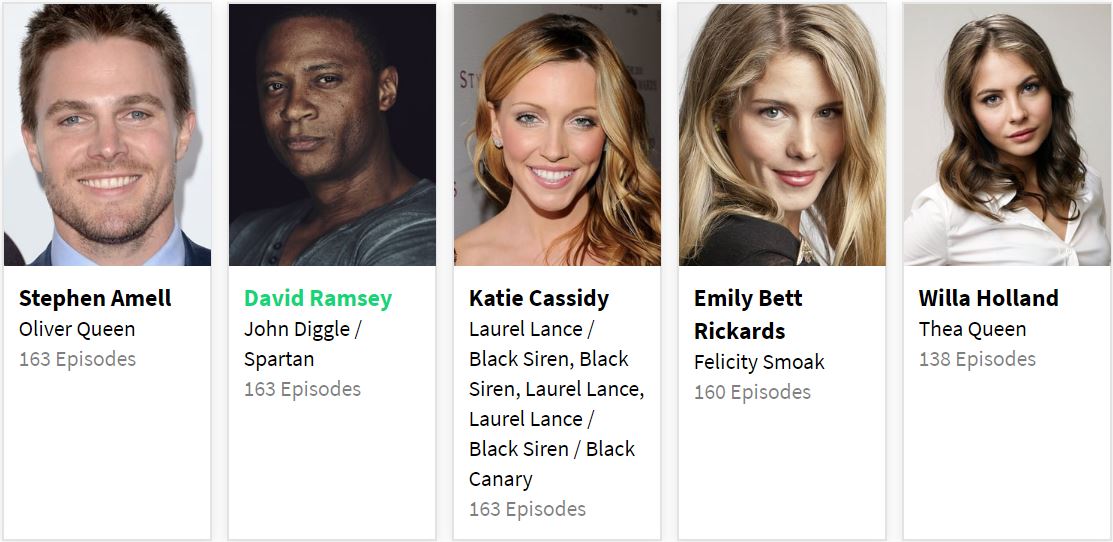 Stephen Amell
Oliver Queen
163 Episodes
David Ramsey
John Diggle /
Spartan
163 Episodes
Katie Cassidy
Laurel Lance /
Black Siren, Black
Siren, Laurel Lance,
Laurel Lance /
Black Siren / Black
Canary
163 Episodes
Emily Bett
Rickards
Felicity Smoak
160 Episodes
Willa Holland
Thea Queen
138 Episodes